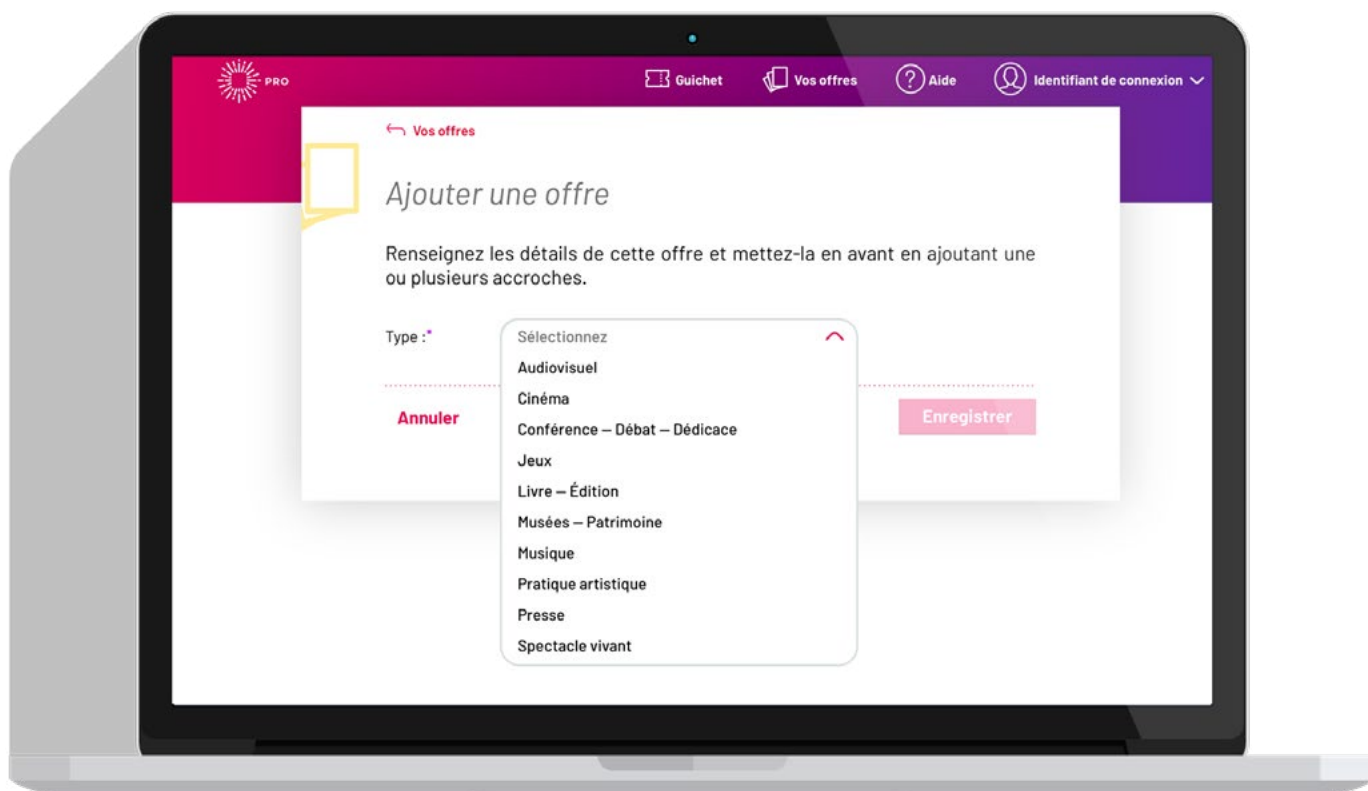 PRO
Guichet
Vos offres
? Aide
Identifiant de connexion
Vos offres
Ajouter une offre
Renseignez les détails de cette offre et mettez-la en avant en ajoutant une
ou plusieurs accroches.
Type :*
Sélectionnez
Audiovisuel
Cinéma
Conférence – Débat – Dédicace
Jeux
Livre – Édition
Musées – Patrimoine
Musique
Pratique artistique
Presse
Spectacle vivant
Annuler
Enregistrer